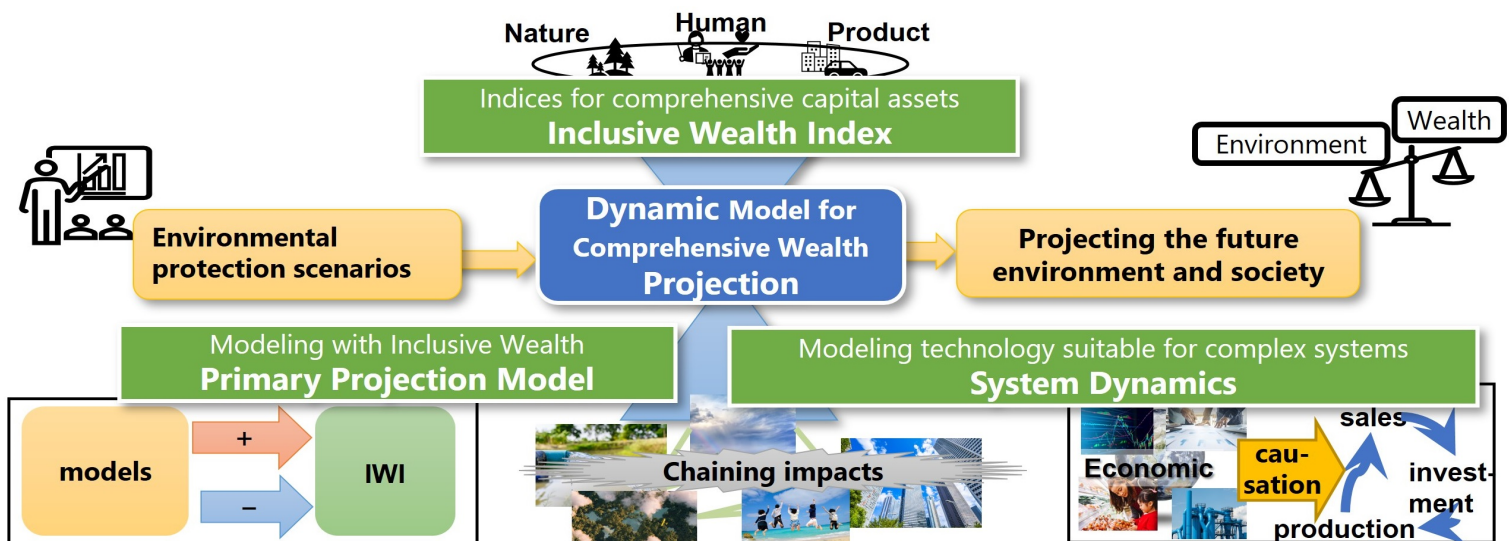 Nature
Human
Product
Indices for comprehensive capital assets
Inclusive Wealth Index
Environment
Wealth
Environmental
protection scenarios
Dynamic Model for
Comprehensive Wealth
Projection
Projecting the future
environment and society
Modeling with Inclusive Wealth
Primary Projection Model
Modeling technology suitable for complex systems
System Dynamics
models
+
−
IWI
Chaining impacts
Economic
cau-
sation
sales
invest-
ment
production